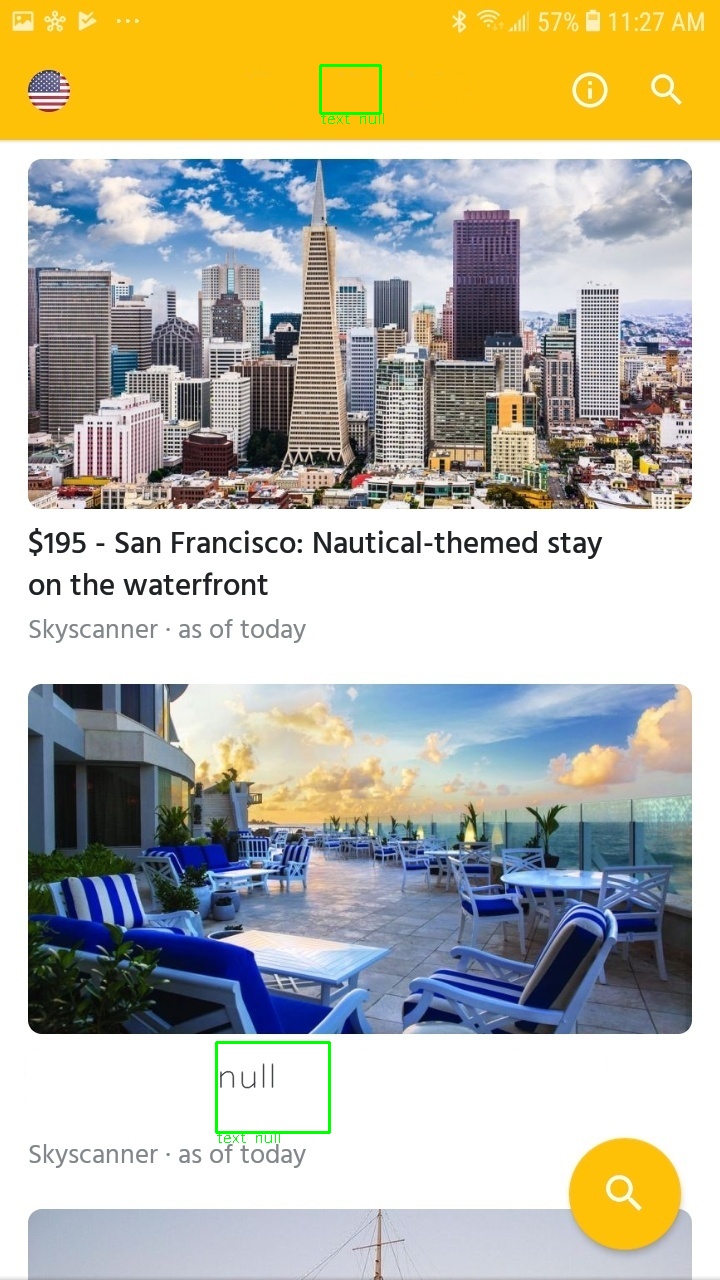 57% 11:27 AM
text null
$195 - San Francisco: Nautical-themed stay
on the waterfront
Skyscanner · as of today
null
text null
Skyscanner · as of today